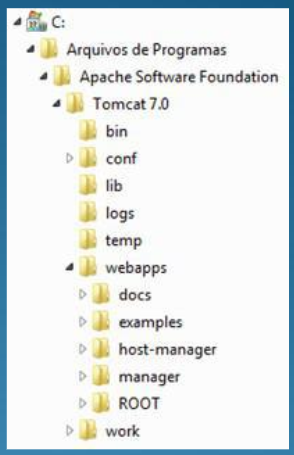 C:
Arquivos de Programas
Apache Software Foundation
Tomcat 7.0
bin
conf
lib
logs
temp
webapps
docs
examples
host-manager
manager
ROOT
work